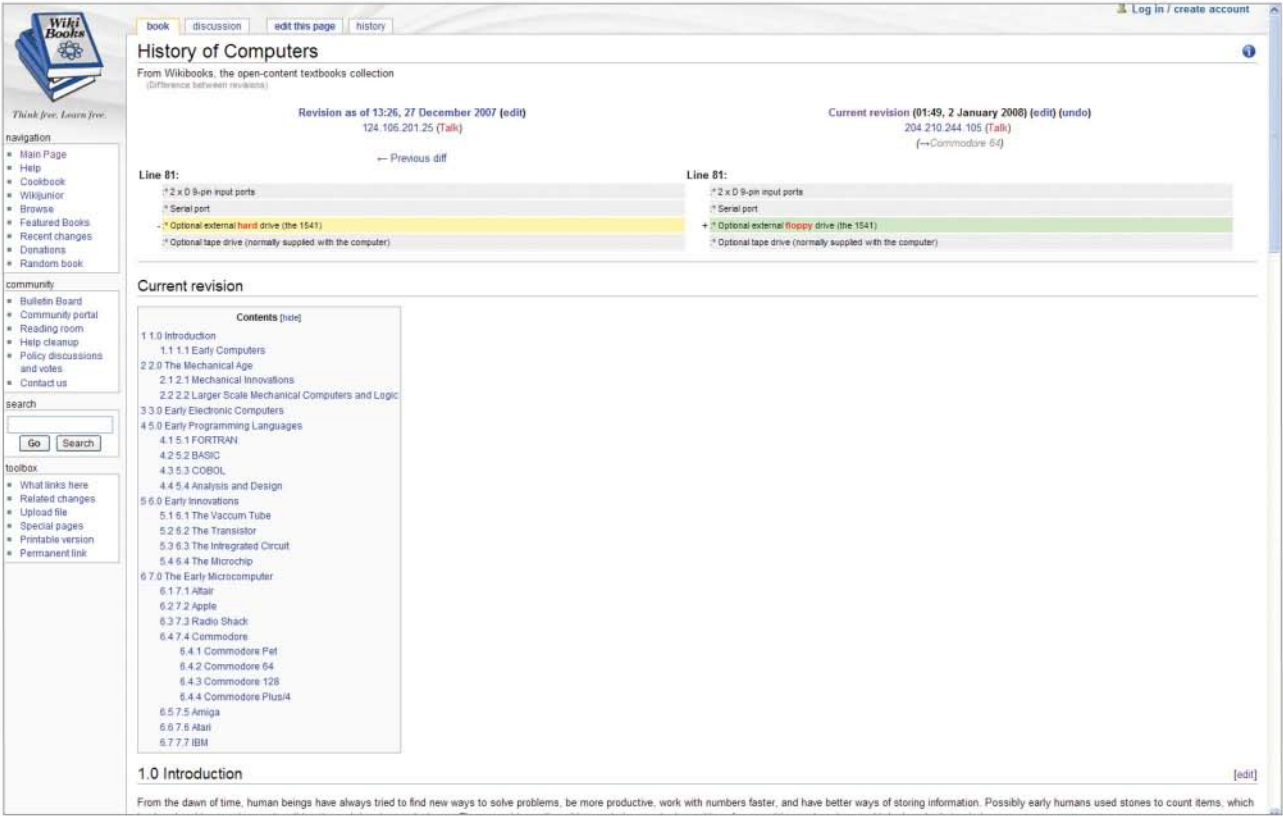 Wiki
Books
Think free. Learn free.
navigation
Main Page
Help
Cookbook
Wikijunior
Browse
Featured Books
Recent changes
Donations
Random book
community
Bulletin Board
Community portal
Reading room
Help cleanup
Policy discussions
and votes
Contact us
search
Go Search
toolbox
What links here
Related changes
Upload file
Special pages
Printable version
Permanent link
Log in / create account
book discussion edit this page history
History of Computers
From Wikibooks, the open-content textbooks collection
(Difference between revisions)
Revision as of 13:26, 27 December 2007 (edit)
124.106.201.25 (Talk)
← Previous diff
Current revision (01:49, 2 January 2008) (edit) (undo)
204.210.244.105 (Talk)
(→Commodore 64)
Line 81: Line 81:
:* 2 x D 9-pin input ports :* 2 x D 9-pin input ports
:* Serial port :* Serial port
- :* Optional external hard drive (the 1541) + :* Optional external floppy drive (the 1541)
:* Optional tape drive (normally supplied with the computer) :* Optional tape drive (normally supplied with the computer)
Current revision
Contents [hide]
1 1.0 Introduction
1.1 1.1 Early Computers
2 2.0 The Mechanical Age
2.1 2.1 Mechanical Innovations
2.2 2.2 Larger Scale Mechanical Computers and Logic
3 3.0 Early Electronic Computers
4 5.0 Early Programming Languages
4.1 5.1 FORTRAN
4.2 5.2 BASIC
4.3 5.3 COBOL
4.4 5.4 Analysis and Design
5 6.0 Early Innovations
5.1 6.1 The Vaccum Tube
5.2 6.2 The Transistor
5.3 6.3 The Intregrated Circuit
5.4 6.4 The Microchip
6 7.0 The Early Microcomputer
6.1 7.1 Altair
6.2 7.2 Apple
6.3 7.3 Radio Shack
6.4 7.4 Commodore
6.4.1 Commodore Pet
6.4.2 Commodore 64
6.4.3 Commodore 128
6.4.4 Commodore Plus/4
6.5 7.5 Amiga
6.6 7.6 Atari
6.7 7.7 IBM
1.0 Introduction [edit]
From the dawn of time, human beings have always tried to find new ways to solve problems, be more productive, work with numbers faster, and have better ways of storing information. Possibly early humans used stones to count items, which